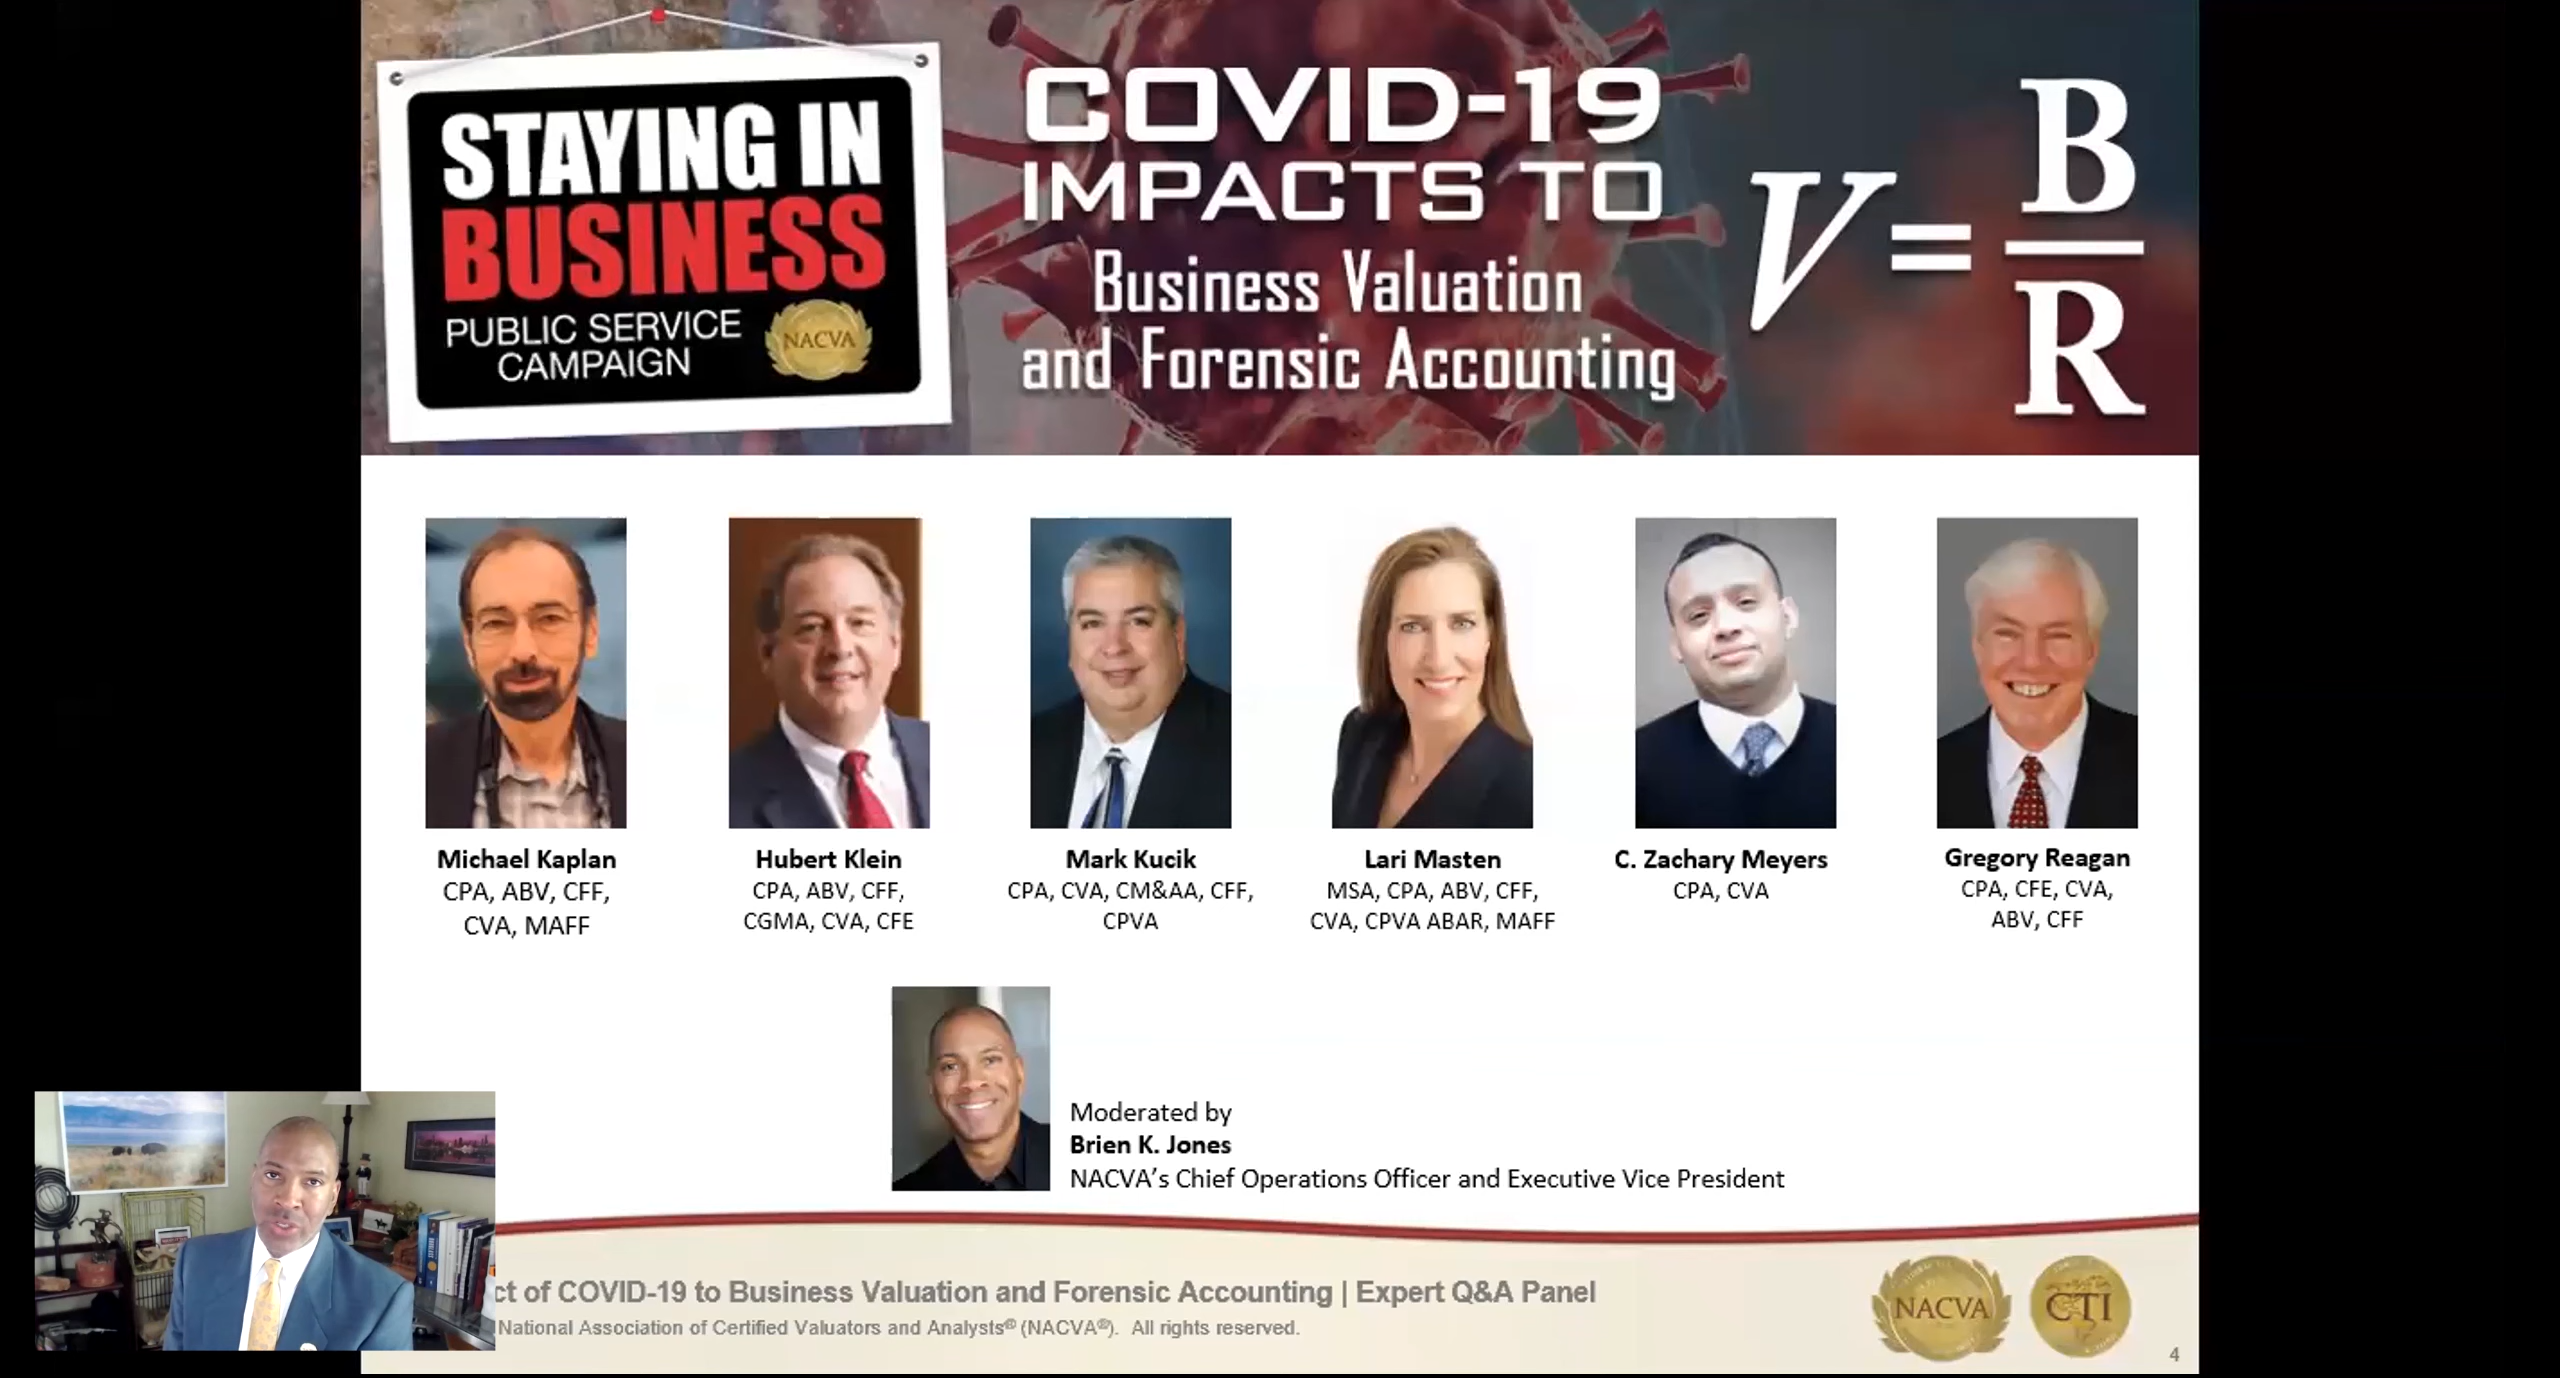 STAYING IN
BUSINESS
PUBLIC SERVICE
CAMPAIGN
NACVA
COVID-19
IMPACTS TO
Business Valuation
and Forensic Accounting
V = B
R
Michael Kaplan
CPA, ABV, CFF,
CVA, MAFF
Hubert Klein
CPA, ABV, CFF,
CGMA, CVA, CFE
Mark Kucik
CPA, CVA, CM&AA, CFF,
CPVA
Lari Masten
MSA, CPA, ABV, CFF,
CVA, CPVA ABAR, MAFF
C. Zachary Meyers
CPA, CVA
Gregory Reagan
CPA, CFE, CVA,
ABV, CFF
Moderated by
Brien K. Jones
NACVA's Chief Operations Officer and Executive Vice President
ct of COVID-19 to Business Valuation and Forensic Accounting | Expert Q&A Panel
National Association of Certified Valuators and Analysts® (NACVA®). All rights reserved.
NACVA
CTI
4